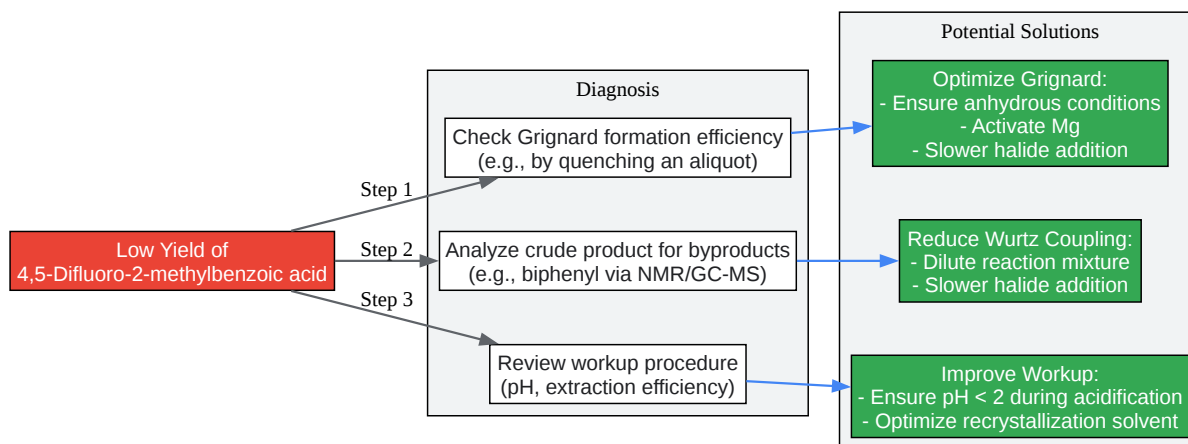 Potential Solutions
Diagnosis
Low Yield of
4,5-Difluoro-2-methylbenzoic acid
Step 1
Check Grignard formation efficiency
(e.g., by quenching an aliquot)
Optimize Grignard:
- Ensure anhydrous conditions
- Activate Mg
- Slower halide addition
Step 2
Analyze crude product for byproducts
(e.g., biphenyl via NMR/GC-MS)
Reduce Wurtz Coupling:
- Dilute reaction mixture
- Slower halide addition
Step 3
Review workup procedure
(pH, extraction efficiency)
Improve Workup:
- Ensure pH < 2 during acidification
- Optimize recrystallization solvent